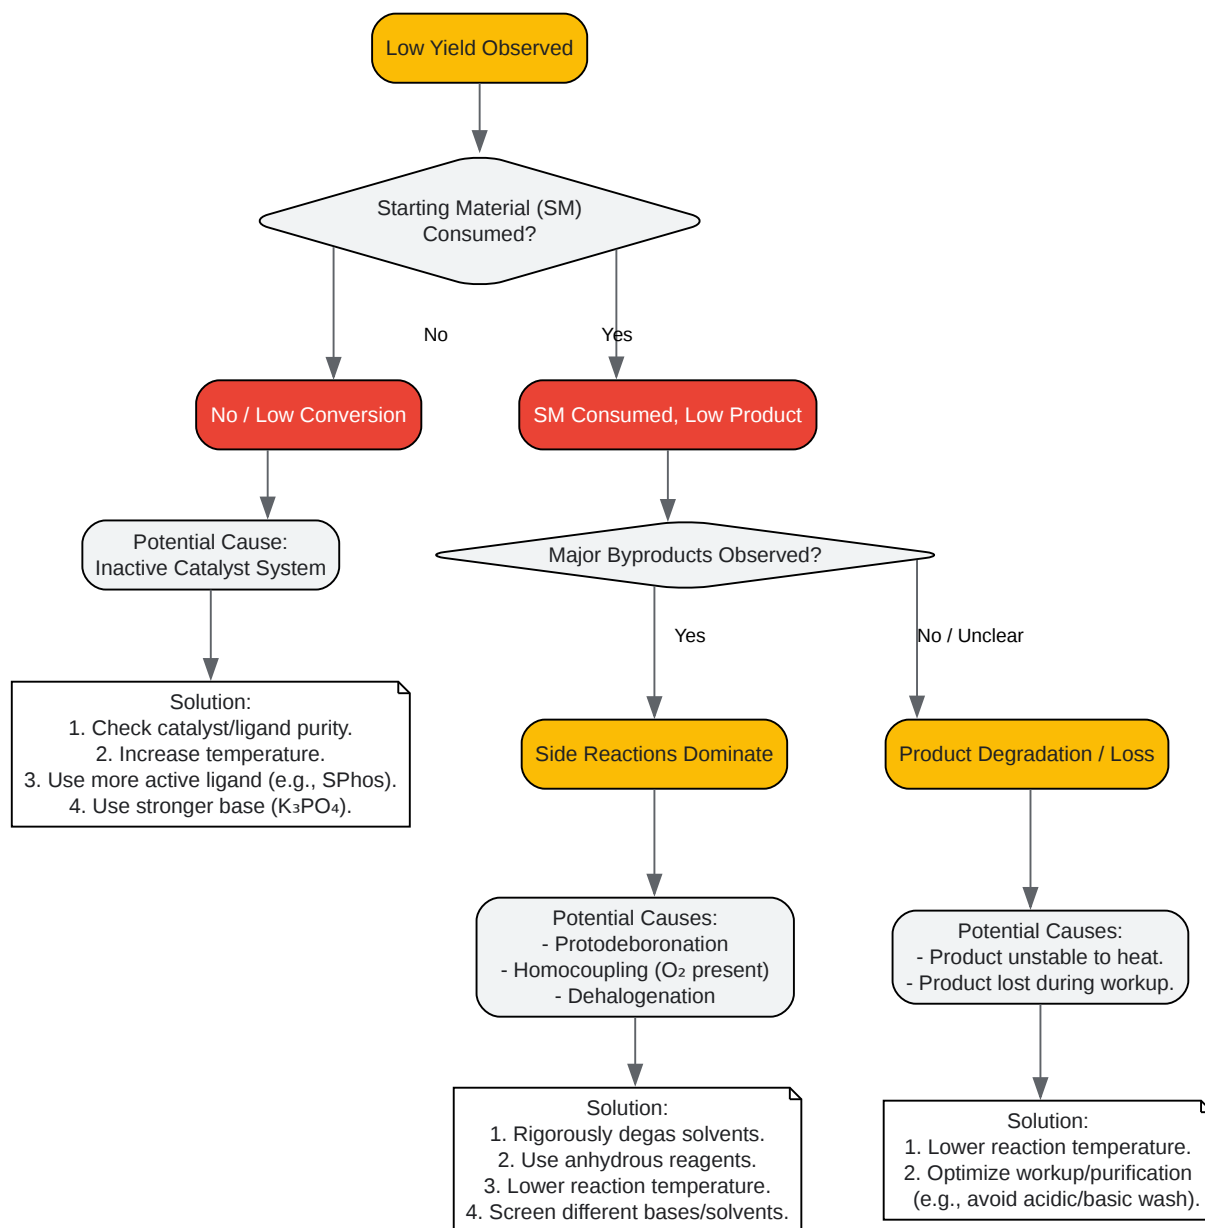 Low Yield Observed
Starting Material (SM)
Consumed?
No
Yes
No / Low Conversion
SM Consumed, Low Product
Potential Cause:
Inactive Catalyst System
Major Byproducts Observed?
Yes
No / Unclear
Solution:
1. Check catalyst/ligand purity.
2. Increase temperature.
3. Use more active ligand (e.g., SPhos).
4. Use stronger base (K₃PO₄).
Side Reactions Dominate
Product Degradation / Loss
Potential Causes:
- Protodeboronation
- Homocoupling (O₂ present)
- Dehalogenation
Potential Causes:
- Product unstable to heat.
- Product lost during workup.
Solution:
1. Rigorously degas solvents.
2. Use anhydrous reagents.
3. Lower reaction temperature.
4. Screen different bases/solvents.
Solution:
1. Lower reaction temperature.
2. Optimize workup/purification
(e.g., avoid acidic/basic wash).